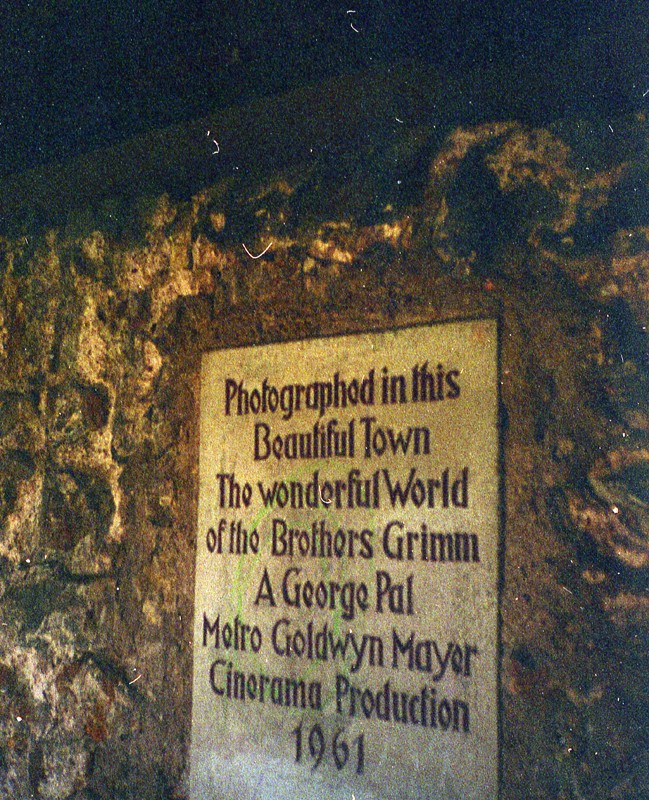 Photographed in this
Beautiful Town
The wonderful World
of the Brothers Grimm
A George Pal
Metro Goldwyn Mayer
Cinerama Production
1961